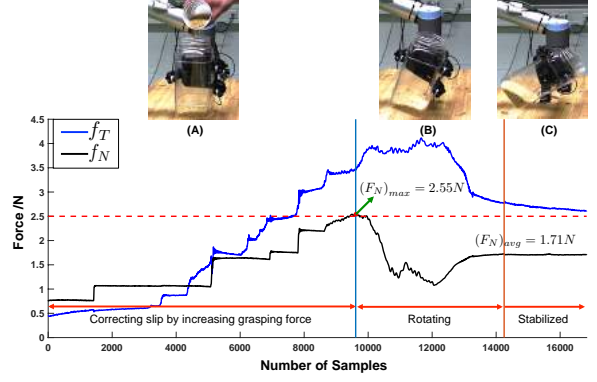 (A)
(B)
(C)
4.5
4
3.5
3
2.5
2
1.5
1
0.5
0
f_T
f_N
(F_N)_max = 2.55N
(F_N)_avg = 1.71N
Correcting slip by increasing grasping force
Rotating
Stabilized
0
2000
4000
6000
8000
10000
12000
14000
16000
Force /N
Number of Samples